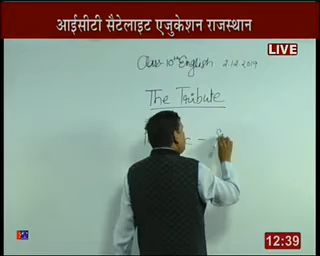 आईसीटी सैटेलाइट एजुकेशन राजस्थान
LIVE
Class-10th English 2.12.2019
The Tribute
12:39